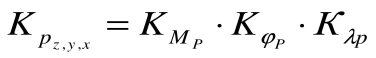 K_{p_{z,y,x}} = K_{M_P} · K_{φ_P} · K_{λp}